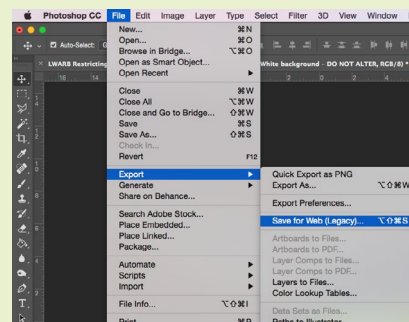 Photoshop CC File Edit Image Layer Type Select Filter 3D View Window
Auto-Select:
LWARB Restricting
White background – DO NOT ALTER, RGB/8) *
New... ⌘N
Open... ⌘O
Browse in Bridge... ⌥⌘O
Open as Smart Object...
Open Recent
Close ⌘W
Close All ⌥⌘W
Close and Go to Bridge... ⇧⌘W
Save ⌘S
Save As... ⇧⌘S
Check In...
Revert F12
Export
Generate
Share on Behance...
Search Adobe Stock...
Place Embedded...
Place Linked...
Package...
Automate
Scripts
Import
File Info... ⌥⇧⌘I
Print ⌘P
Quick Export as PNG
Export As... ⌥⇧⌘W
Export Preferences...
Save for Web (Legacy)... ⌥⇧⌘S
Artboards to Files...
Artboards to PDF...
Layer Comps to Files...
Layer Comps to PDF...
Layers to Files...
Color Lookup Tables...
Data Sets as Files...
Paths to Illustrator